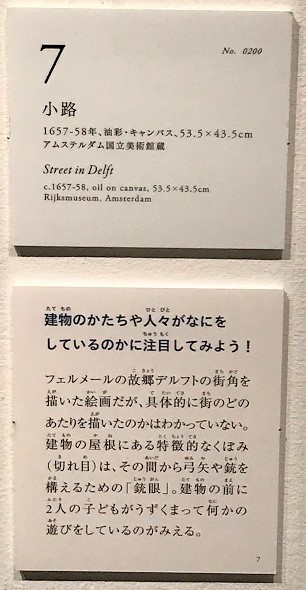 7
No. 0200
小路
1657-58年、油彩・キャンバス、53.5×43.5cm
アムステルダム国立美術館蔵
Street in Delft
c.1657-58, oil on canvas, 53.5×43.5cm
Rijksmuseum, Amsterdam
建物のかたちや人々がなにを
しているのかに注目してみよう！
フェルメールの故郷デルフトの街角を
描いた絵画だが、具体的に街のどの
あたりを描いたのかはわかっていない。
建物の屋根にある特徴的なくぼみ
(切れ目)は、その間から弓矢や銃を
構えるための「銃眼」。建物の前に
2人の子どもがうずくまって何かの
遊びをしているのがみえる。
7